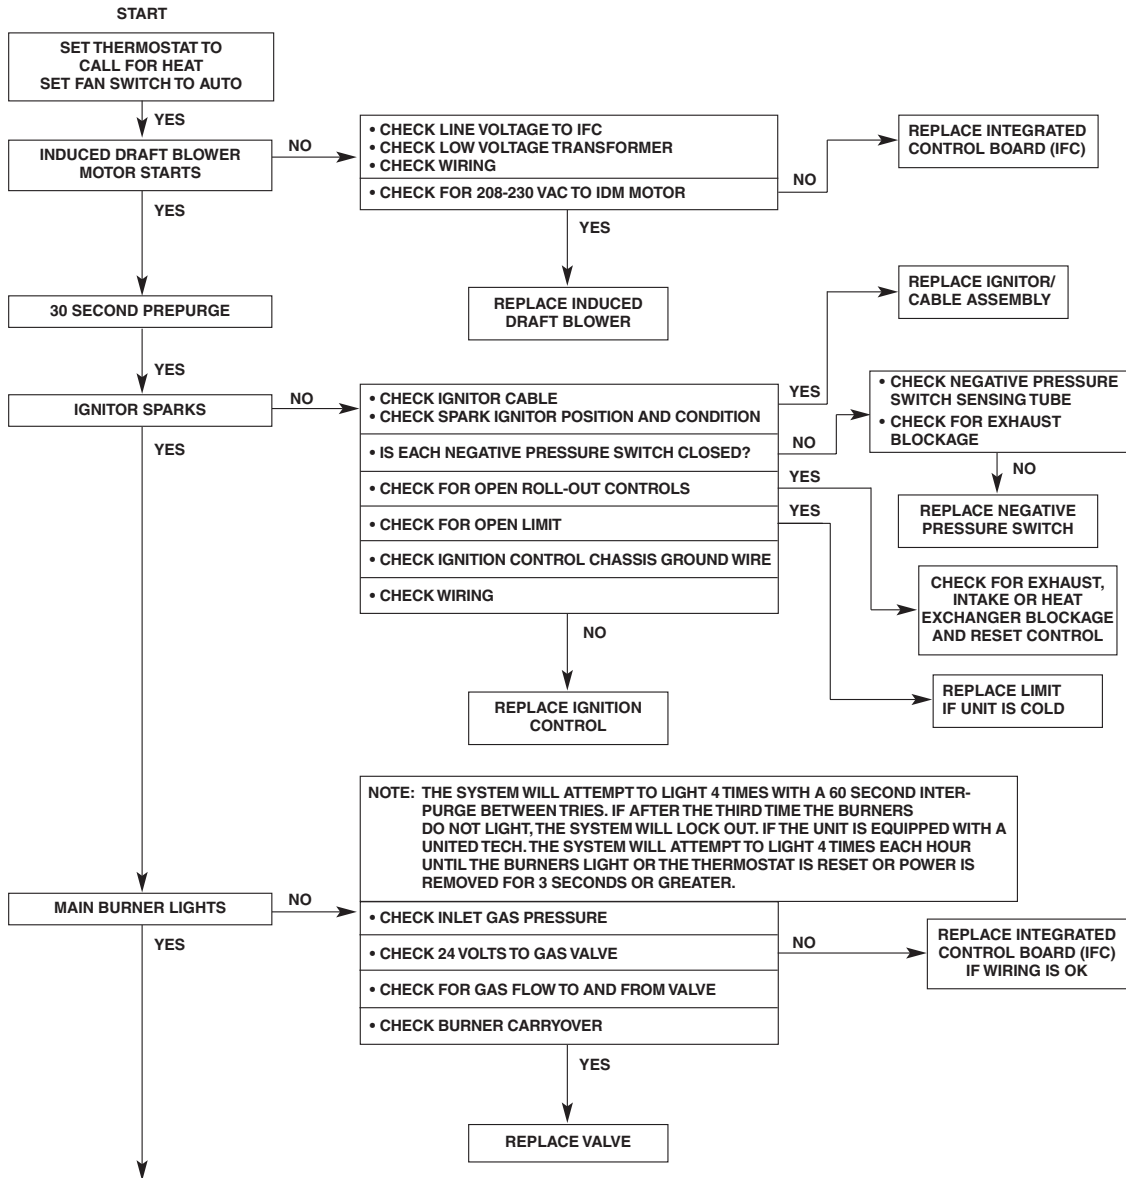 START
SET THERMOSTAT TO
CALL FOR HEAT
SET FAN SWITCH TO AUTO
YES
INDUCED DRAFT BLOWER
MOTOR STARTS
NO
• CHECK LINE VOLTAGE TO IFC
• CHECK LOW VOLTAGE TRANSFORMER
• CHECK WIRING
• CHECK FOR 208-230 VAC TO IDM MOTOR
NO
REPLACE INTEGRATED
CONTROL BOARD (IFC)
YES
REPLACE INDUCED
DRAFT BLOWER
YES
30 SECOND PREPURGE
YES
IGNITOR SPARKS
NO
• CHECK IGNITOR CABLE
• CHECK SPARK IGNITOR POSITION AND CONDITION
YES
REPLACE IGNITOR/
CABLE ASSEMBLY
• IS EACH NEGATIVE PRESSURE SWITCH CLOSED?
NO
• CHECK NEGATIVE PRESSURE
SWITCH SENSING TUBE
• CHECK FOR EXHAUST
BLOCKAGE
NO
REPLACE NEGATIVE
PRESSURE SWITCH
• CHECK FOR OPEN ROLL-OUT CONTROLS
YES
CHECK FOR EXHAUST,
INTAKE OR HEAT
EXCHANGER BLOCKAGE
AND RESET CONTROL
• CHECK FOR OPEN LIMIT
YES
REPLACE LIMIT
IF UNIT IS COLD
• CHECK IGNITION CONTROL CHASSIS GROUND WIRE
• CHECK WIRING
NO
REPLACE IGNITION
CONTROL
YES
NOTE: THE SYSTEM WILL ATTEMPT TO LIGHT 4 TIMES WITH A 60 SECOND INTER-
PURGE BETWEEN TRIES. IF AFTER THE THIRD TIME THE BURNERS
DO NOT LIGHT, THE SYSTEM WILL LOCK OUT. IF THE UNIT IS EQUIPPED WITH A
UNITED TECH. THE SYSTEM WILL ATTEMPT TO LIGHT 4 TIMES EACH HOUR
UNTIL THE BURNERS LIGHT OR THE THERMOSTAT IS RESET OR POWER IS
REMOVED FOR 3 SECONDS OR GREATER.
MAIN BURNER LIGHTS
NO
• CHECK INLET GAS PRESSURE
• CHECK 24 VOLTS TO GAS VALVE
NO
REPLACE INTEGRATED
CONTROL BOARD (IFC)
IF WIRING IS OK
• CHECK FOR GAS FLOW TO AND FROM VALVE
• CHECK BURNER CARRYOVER
YES
REPLACE VALVE
YES